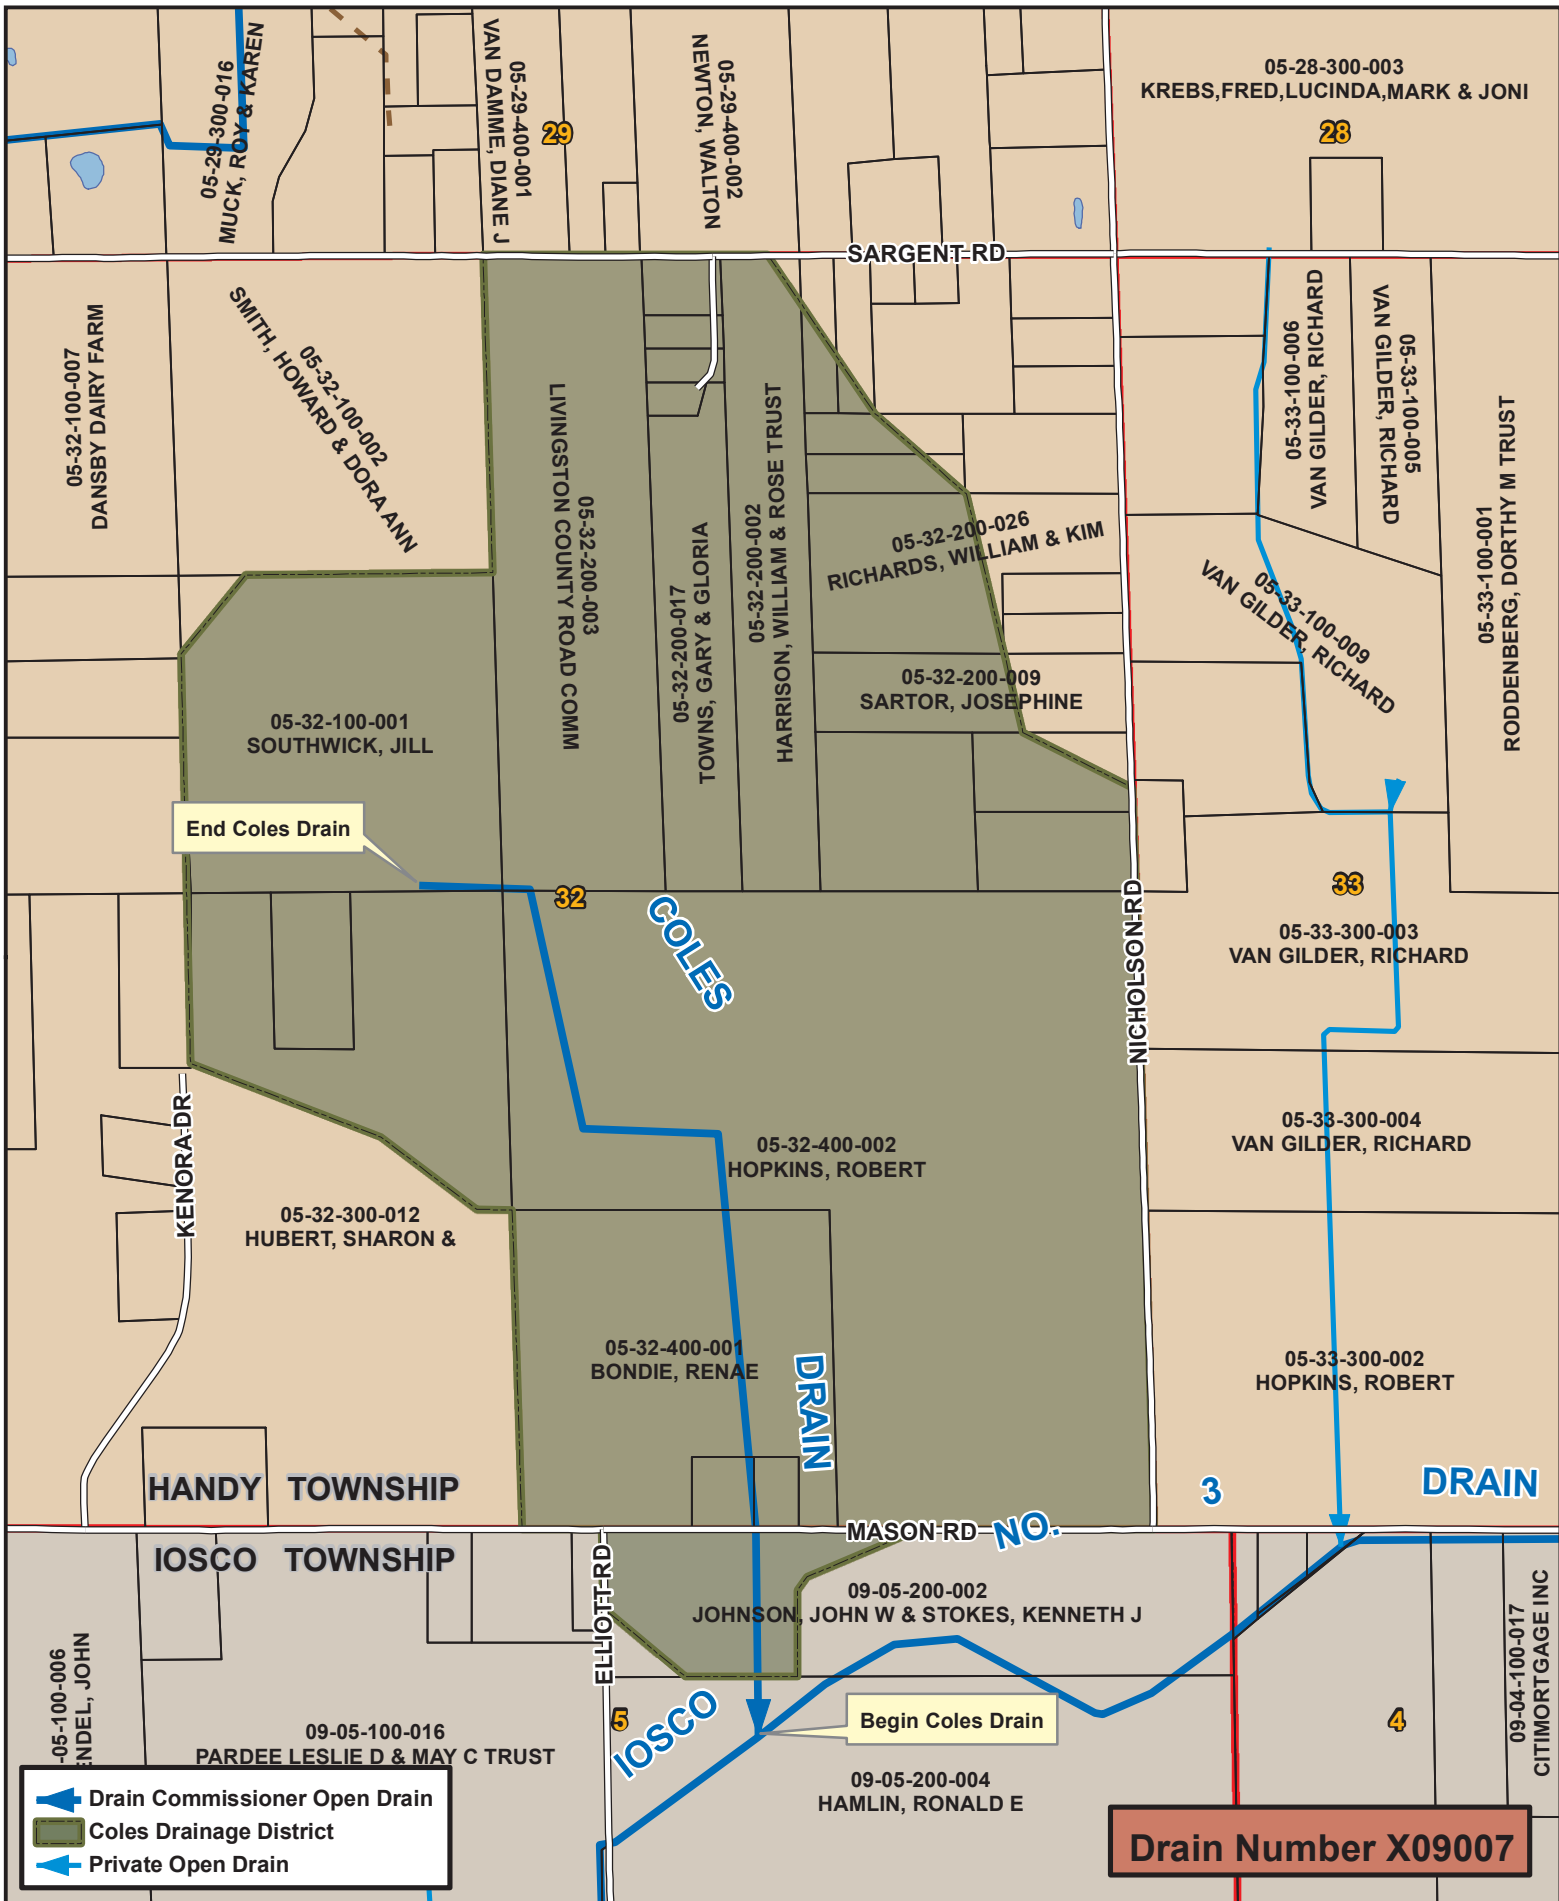 05-29-300-016
MUCK, ROY & KAREN
05-29-400-001
VAN DAMME, DIANE J
29
05-29-400-002
NEWTON, WALTON
05-28-300-003
KREBS,FRED,LUCINDA,MARK & JONI
28
SARGENT RD
05-32-100-007
DANSBY DAIRY FARM
05-32-100-002
SMITH, HOWARD & DORA ANN
05-32-200-003
LIVINGSTON COUNTY ROAD COMM
05-32-200-017
TOWNS, GARY & GLORIA
05-32-200-002
HARRISON, WILLIAM & ROSE TRUST
05-32-200-026
RICHARDS, WILLIAM & KIM
05-33-100-006
VAN GILDER, RICHARD
05-33-100-005
VAN GILDER, RICHARD
05-33-100-001
RODDENBERG, DORTHY M TRUST
05-33-100-009
VAN GILDER, RICHARD
05-32-200-009
SARTOR, JOSEPHINE
05-32-100-001
SOUTHWICK, JILL
End Coles Drain
32
COLES
33
NICHOLSON RD
05-33-300-003
VAN GILDER, RICHARD
KENORA DR
05-32-400-002
HOPKINS, ROBERT
05-33-300-004
VAN GILDER, RICHARD
05-32-300-012
HUBERT, SHARON &
05-32-400-001
BONDIE, RENAE
DRAIN
05-33-300-002
HOPKINS, ROBERT
HANDY TOWNSHIP
3
DRAIN
MASON RD
NO.
IOSCO TOWNSHIP
ELLIOTT RD
09-05-200-002
JOHNSON, JOHN W & STOKES, KENNETH J
-05-100-006
ENDEL, JOHN
09-04-100-017
CITIMORTGAGE INC
09-05-100-016
PARDEE LESLIE D & MAY C TRUST
5
IOSCO
Begin Coles Drain
4
09-05-200-004
HAMLIN, RONALD E
Drain Commissioner Open Drain
Coles Drainage District
Private Open Drain
Drain Number X09007